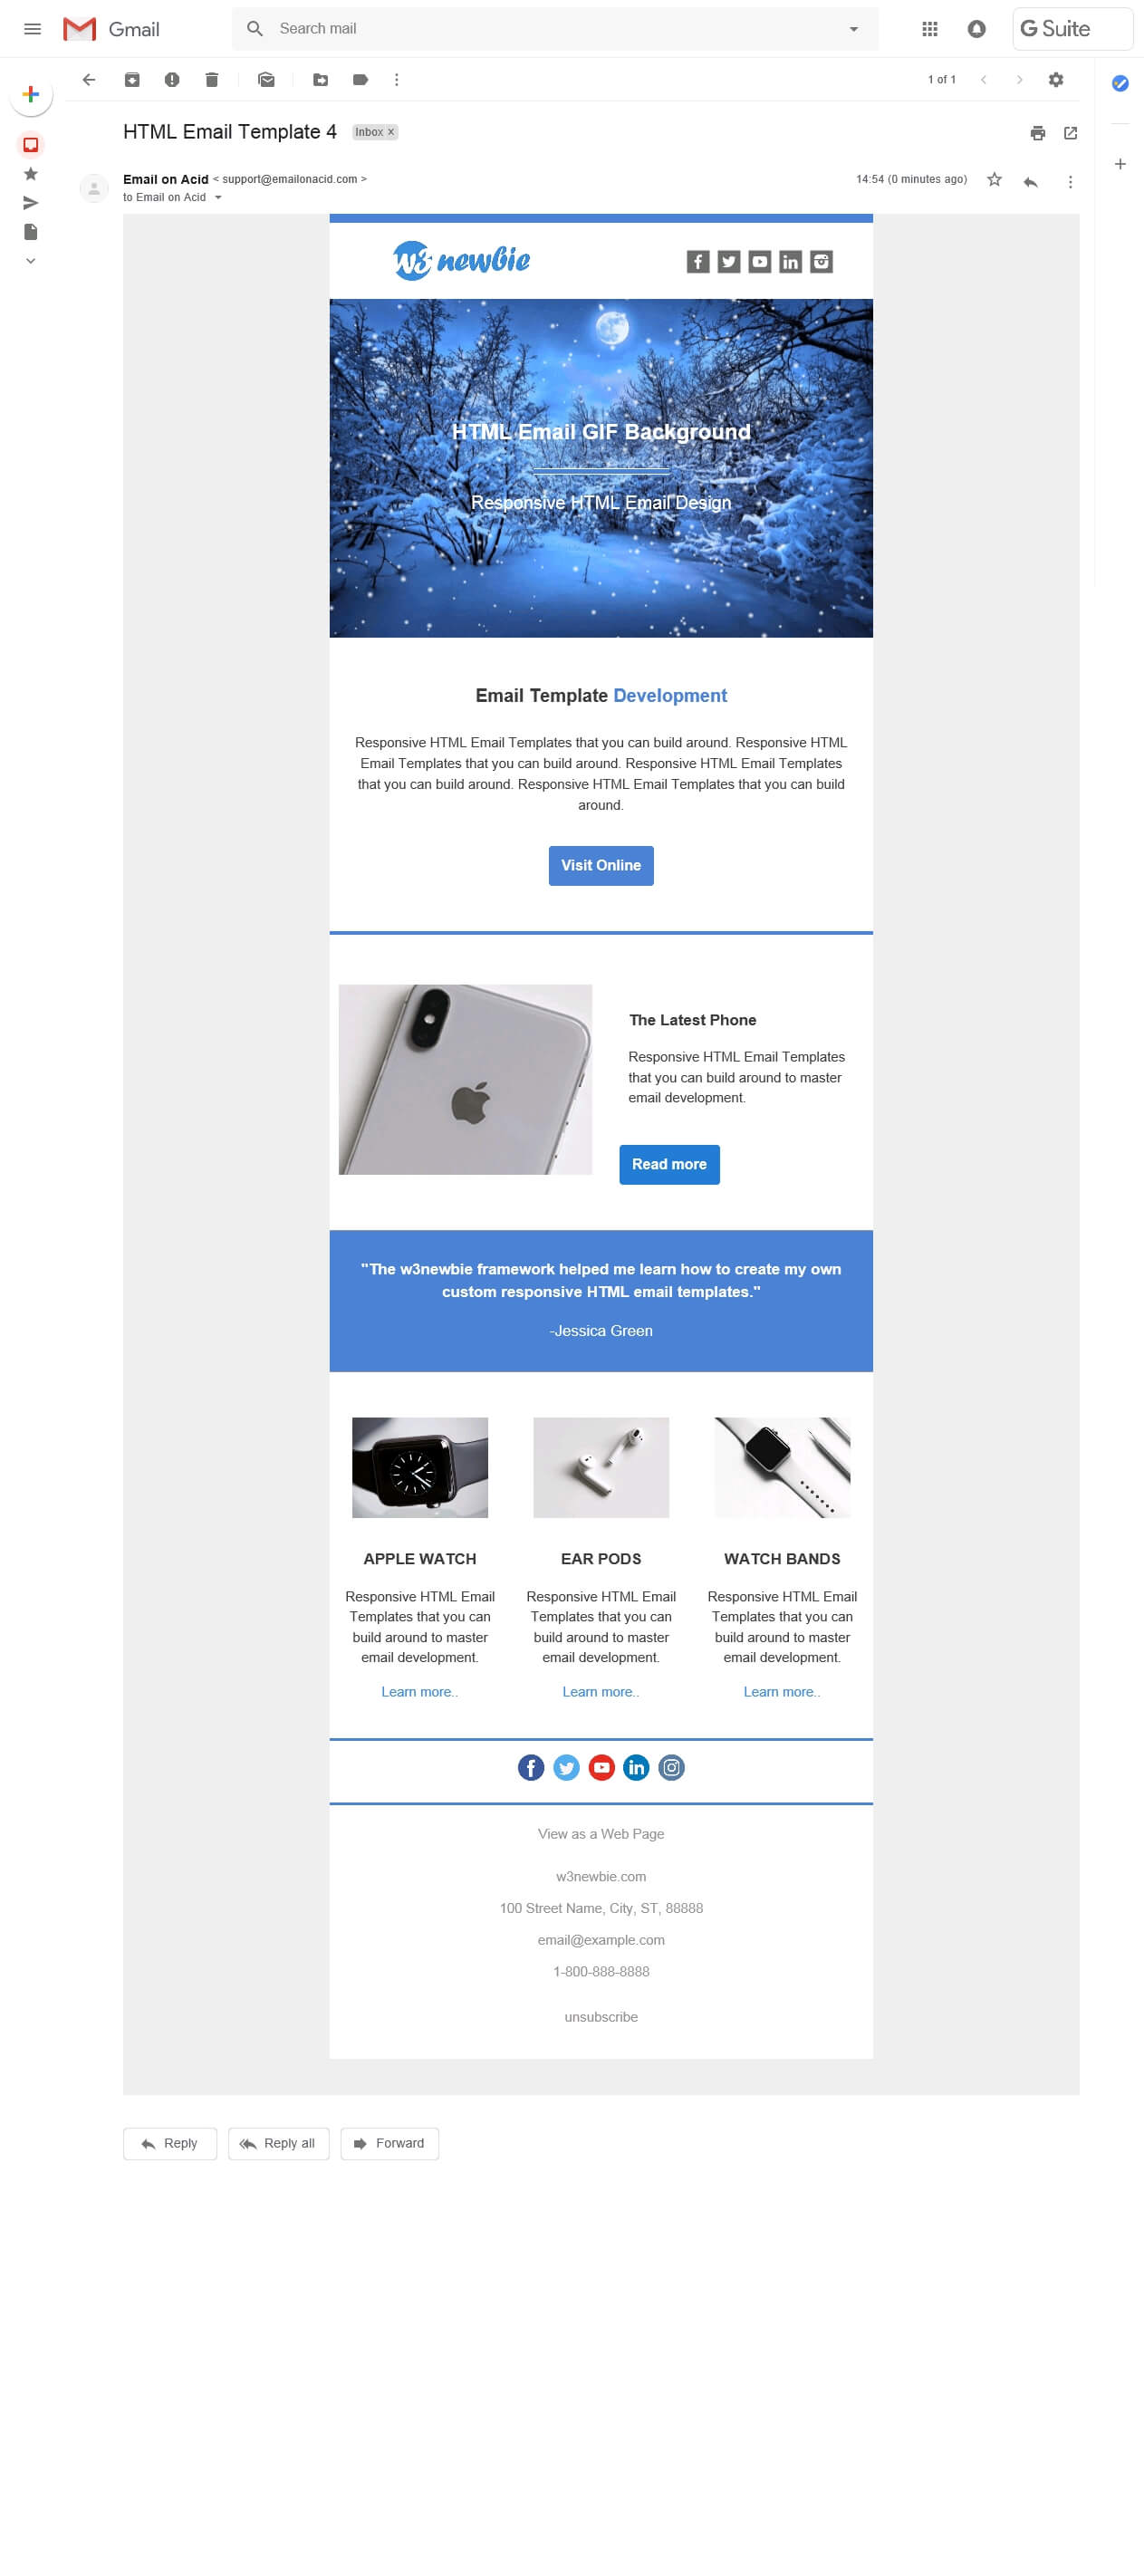 Gmail
Search mail
G Suite
1 of 1
HTML Email Template 4 Inbox x
Email on Acid < support@emailonacid.com >
14:54 (0 minutes ago)
to Email on Acid
w3 newbie
HTML Email GIF Background
Responsive HTML Email Design
Email Template Development
Responsive HTML Email Templates that you can build around. Responsive HTML
Email Templates that you can build around. Responsive HTML Email Templates
that you can build around. Responsive HTML Email Templates that you can build
around.
Visit Online
The Latest Phone
Responsive HTML Email Templates
that you can build around to master
email development.
Read more
"The w3newbie framework helped me learn how to create my own
custom responsive HTML email templates."
-Jessica Green
APPLE WATCH
Responsive HTML Email
Templates that you can
build around to master
email development.
Learn more..
EAR PODS
Responsive HTML Email
Templates that you can
build around to master
email development.
Learn more..
WATCH BANDS
Responsive HTML Email
Templates that you can
build around to master
email development.
Learn more..
View as a Web Page
w3newbie.com
100 Street Name, City, ST, 88888
email@example.com
1-800-888-8888
unsubscribe
Reply
Reply all
Forward